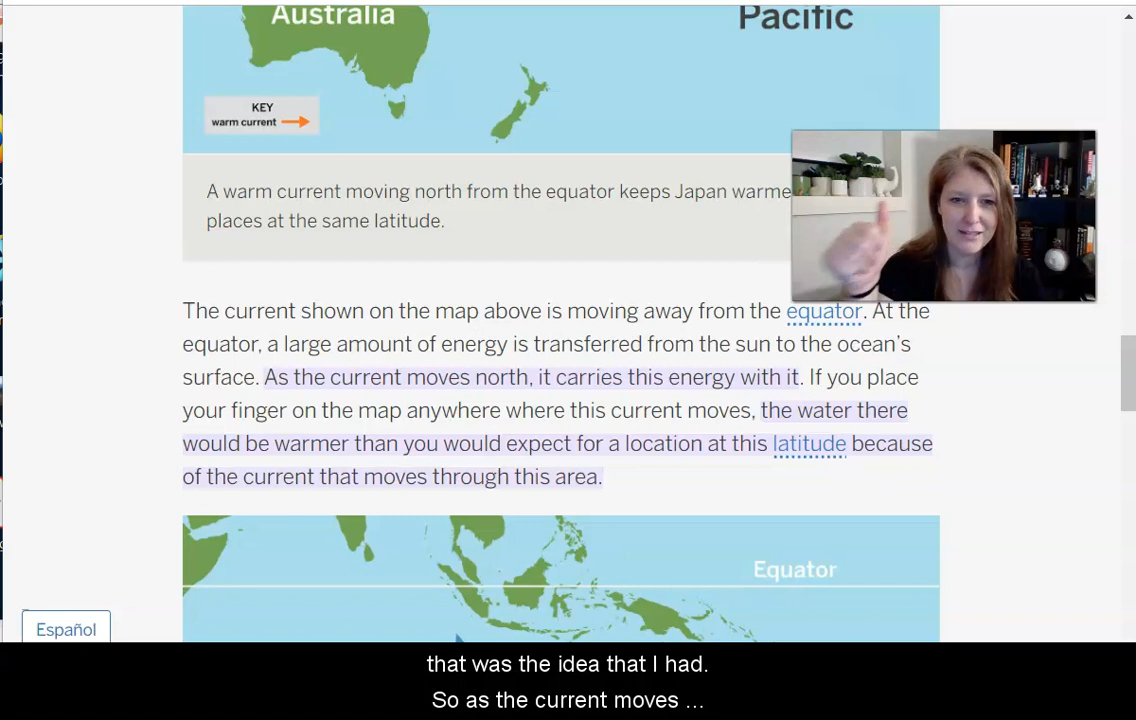 Australia
Pacific
KEY
warm current
A warm current moving north from the equator keeps Japan warme
places at the same latitude.
The current shown on the map above is moving away from the equator. At the
equator, a large amount of energy is transferred from the sun to the ocean’s
surface. As the current moves north, it carries this energy with it. If you place
your finger on the map anywhere where this current moves, the water there
would be warmer than you would expect for a location at this latitude because
of the current that moves through this area.
Equator
Español
that was the idea that I had.
So as the current moves ...